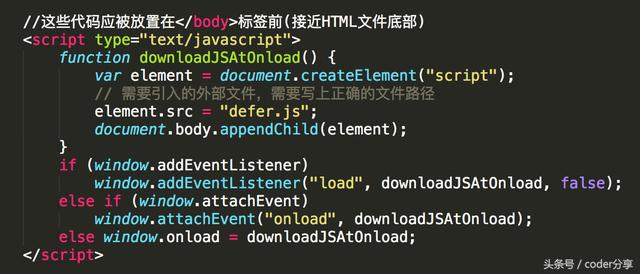 //这些代码应被放置在</body>标签前(接近HTML文件底部)
<script type="text/javascript">
    function downloadJSAtOnload() {
        var element = document.createElement("script");
        // 需要引入的外部文件，需要写上正确的文件路径
        element.src = "defer.js";
        document.body.appendChild(element);
    }
    if (window.addEventListener)
        window.addEventListener("load", downloadJSAtOnload, false);
    else if (window.attachEvent)
        window.attachEvent("onload", downloadJSAtOnload);
    else window.onload = downloadJSAtOnload;
</script>
头条号 / coder分享